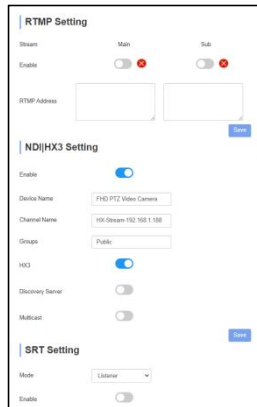 RTMP Setting
Stream Main Sub
Enable
RTMP Address
Save
NDI|HX3 Setting
Enable
Device Name FHD PTZ Video Camera
Channel Name HX-Stream-192.168.1.188
Groups Public
HX3
Discovery Server
Multicast
Save
SRT Setting
Mode Listener
Enable